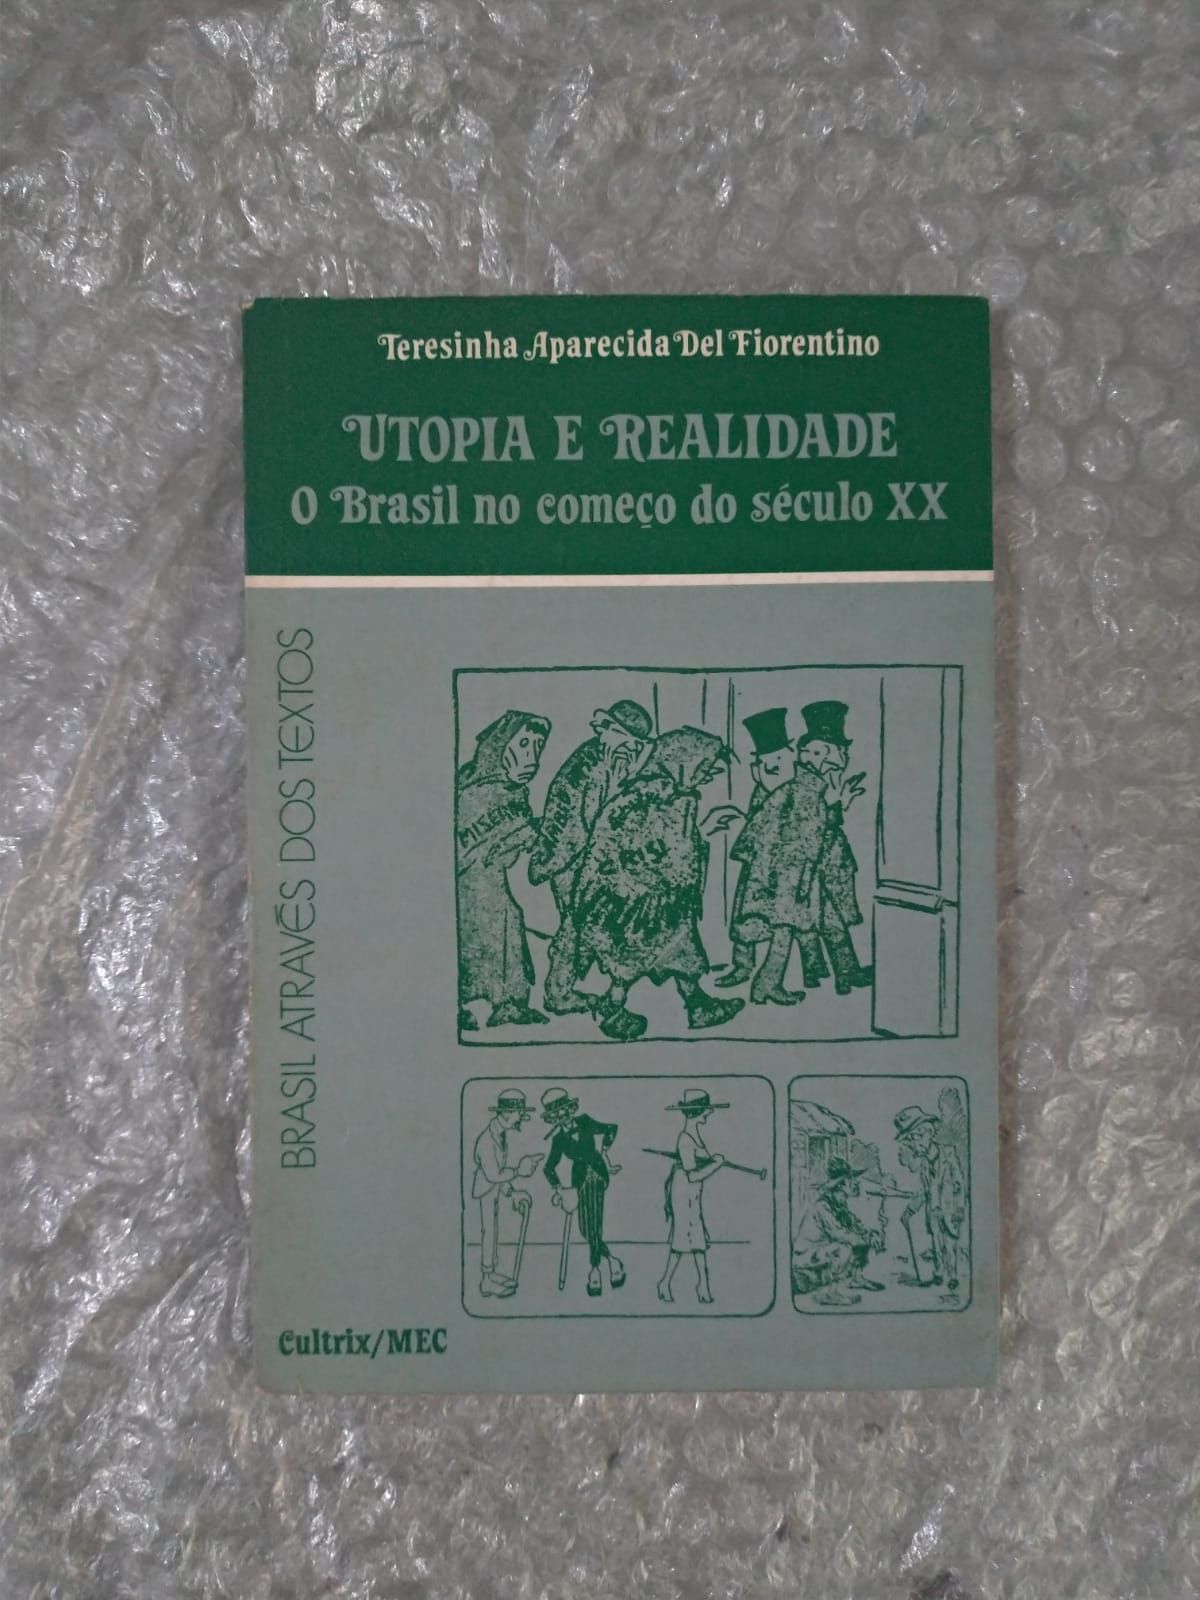 Teresinha Aparecida Del Fiorentino
UTOPIA E REALIDADE
O Brasil no começo do século XX
BRASIL ATRAVÉS DOS TEXTOS
Cultrix/MEC